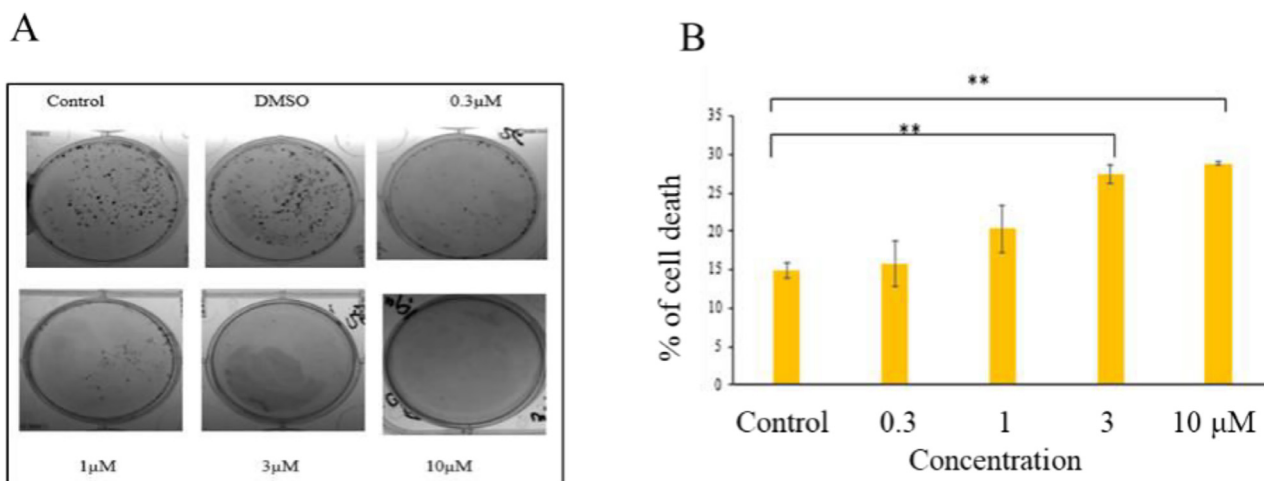 A
Control DMSO 0.3µM
1µM 3µM 10µM
B
**
**
35
30
25
20
15
10
5
0
% of cell death
Control 0.3 1 3 10 µM
Concentration